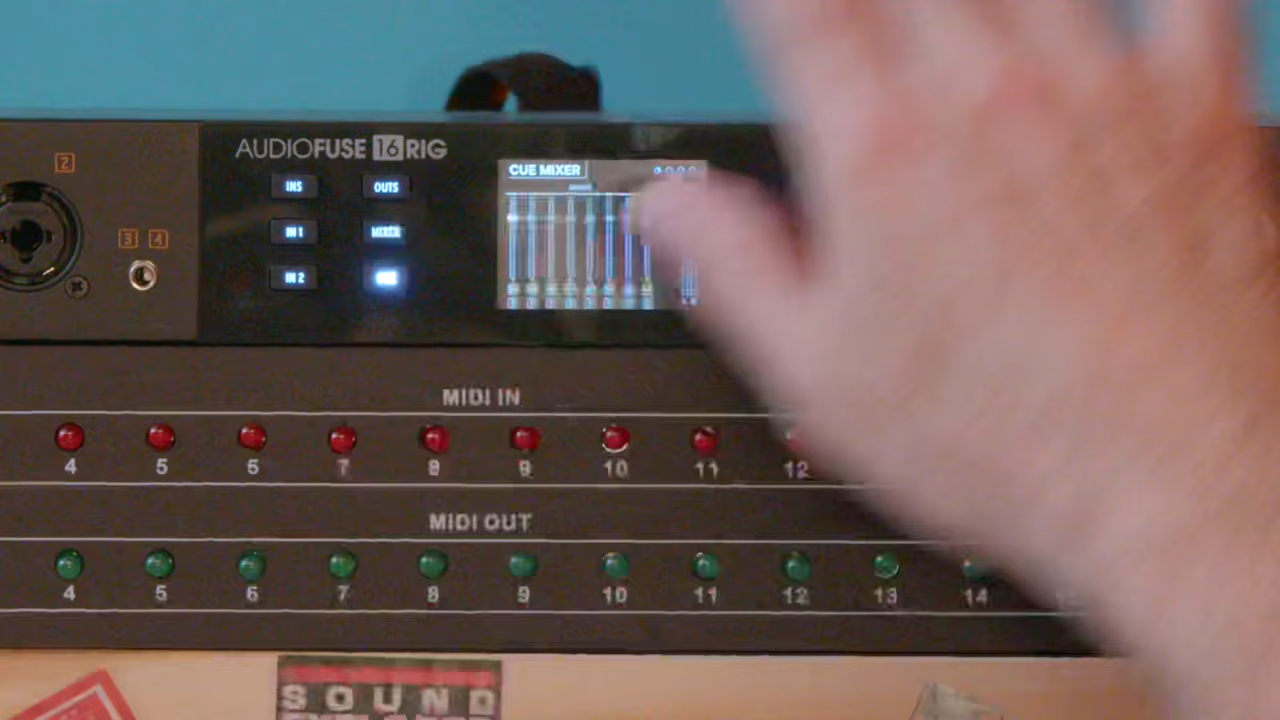 AUDIOFUSE 16RIG
2
3 4
INS OUTS
IN 1 MIXER
IN 2 CUE
CUE MIXER
MIDI IN
4 5 6 7 8 9 10 11 12
MIDI OUT
4 5 6 7 8 9 10 11 12 13 14
SOUND